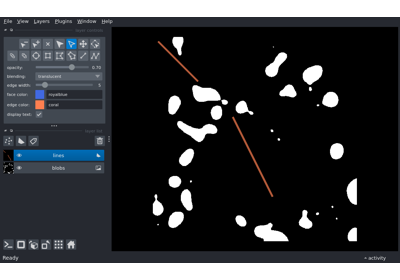 File View Layers Plugins Window Help
opacity: 0.70
blending: translucent
edge width: 5
face color: royalblue
edge color: coral
display text:
lines
blobs
Ready
activity